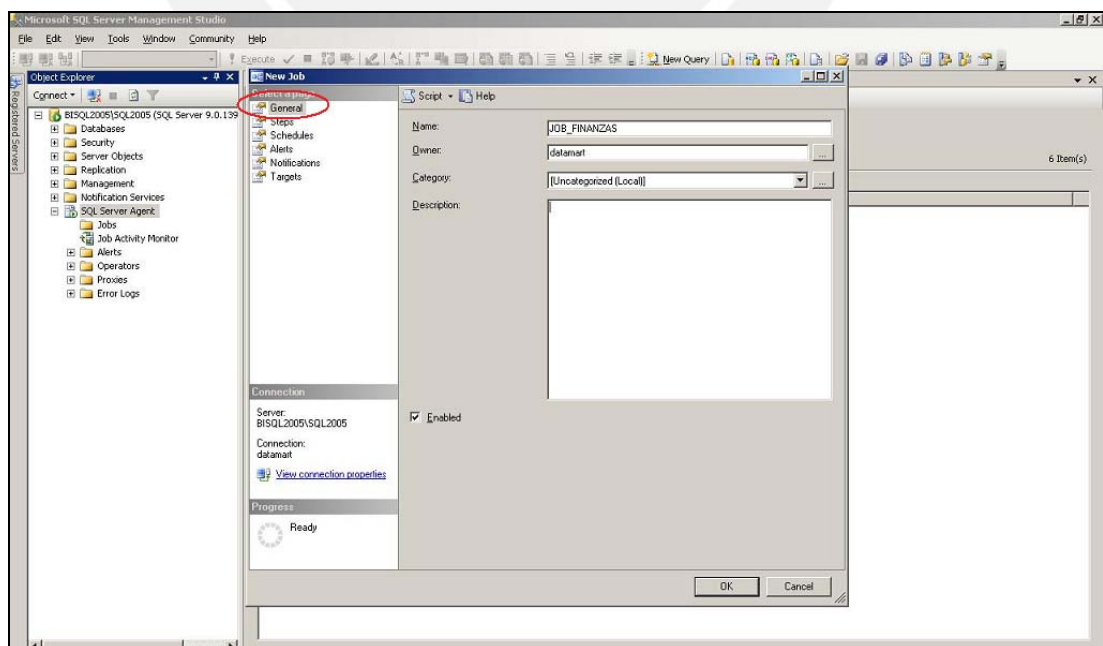 Microsoft SQL Server Management Studio
File Edit View Tools Window Community Help
Execute New Query
Registered Servers
Object Explorer
Connect
BISQL2005\SQL2005 (SQL Server 9.0.139
Databases
Security
Server Objects
Replication
Management
Notification Services
SQL Server Agent
Jobs
Job Activity Monitor
Alerts
Operators
Proxies
Error Logs
New Job
Select a page
General
Steps
Schedules
Alerts
Notifications
Targets
Script Help
Name: JOB_FINANZAS
Owner: datamart ...
Category: [Uncategorized (Local)] ...
Description:
Enabled
Connection
Server:
BISQL2005\SQL2005
Connection:
datamart
View connection properties
Progress
Ready
OK Cancel
6 Item(s)